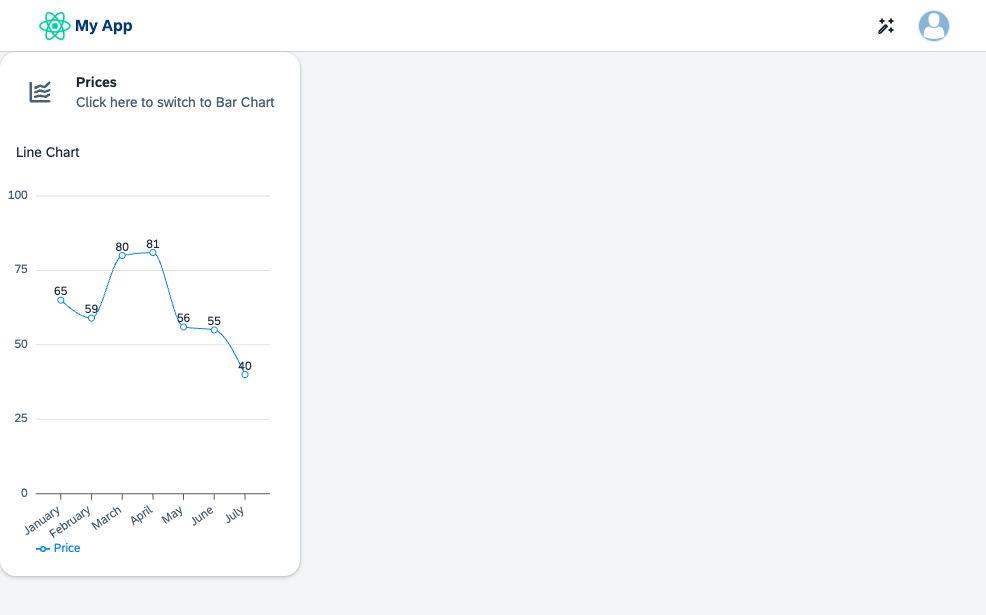 My App
Prices
Click here to switch to Bar Chart
Line Chart
100
75
50
25
0
65
59
80
81
56
55
40
January
February
March
April
May
June
July
Price